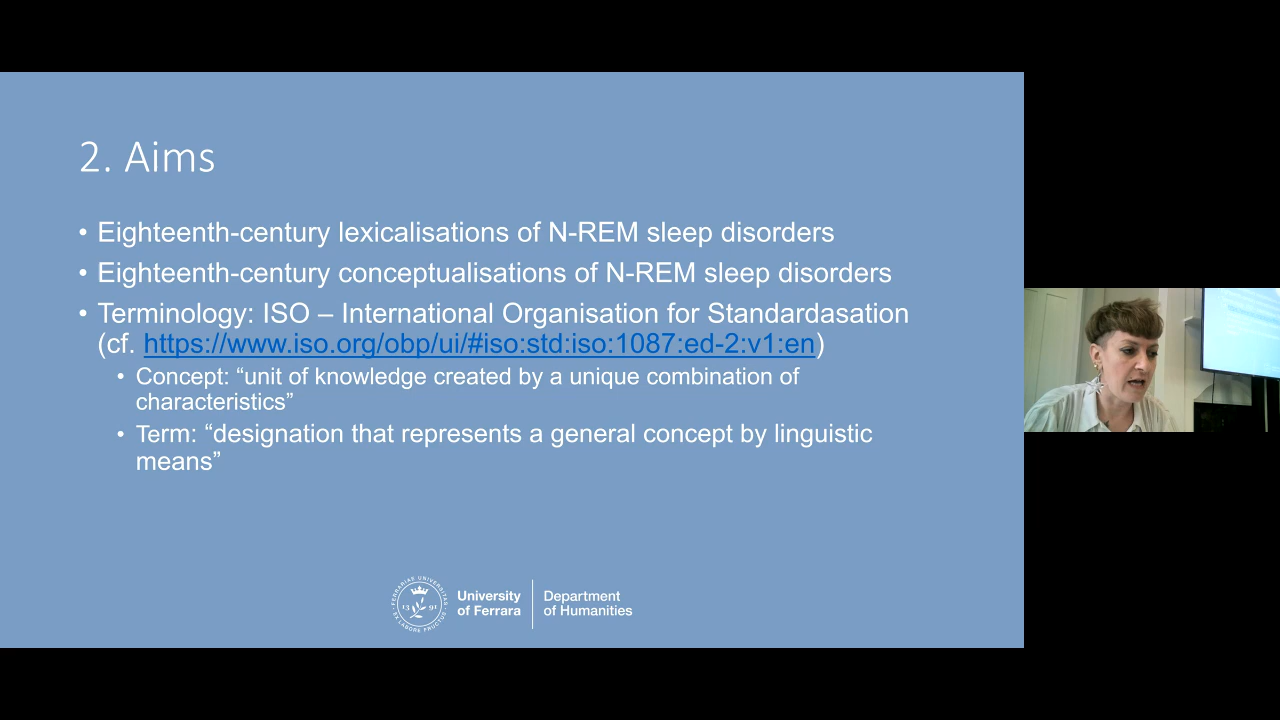 2. Aims
• Eighteenth-century lexicalisations of N-REM sleep disorders
• Eighteenth-century conceptualisations of N-REM sleep disorders
• Terminology: ISO – International Organisation for Standardasation
(cf. https://www.iso.org/obp/ui/#iso:std:iso:1087:ed-2:v1:en)
• Concept: “unit of knowledge created by a unique combination of
characteristics”
• Term: “designation that represents a general concept by linguistic
means”
University
of Ferrara
Department
of Humanities